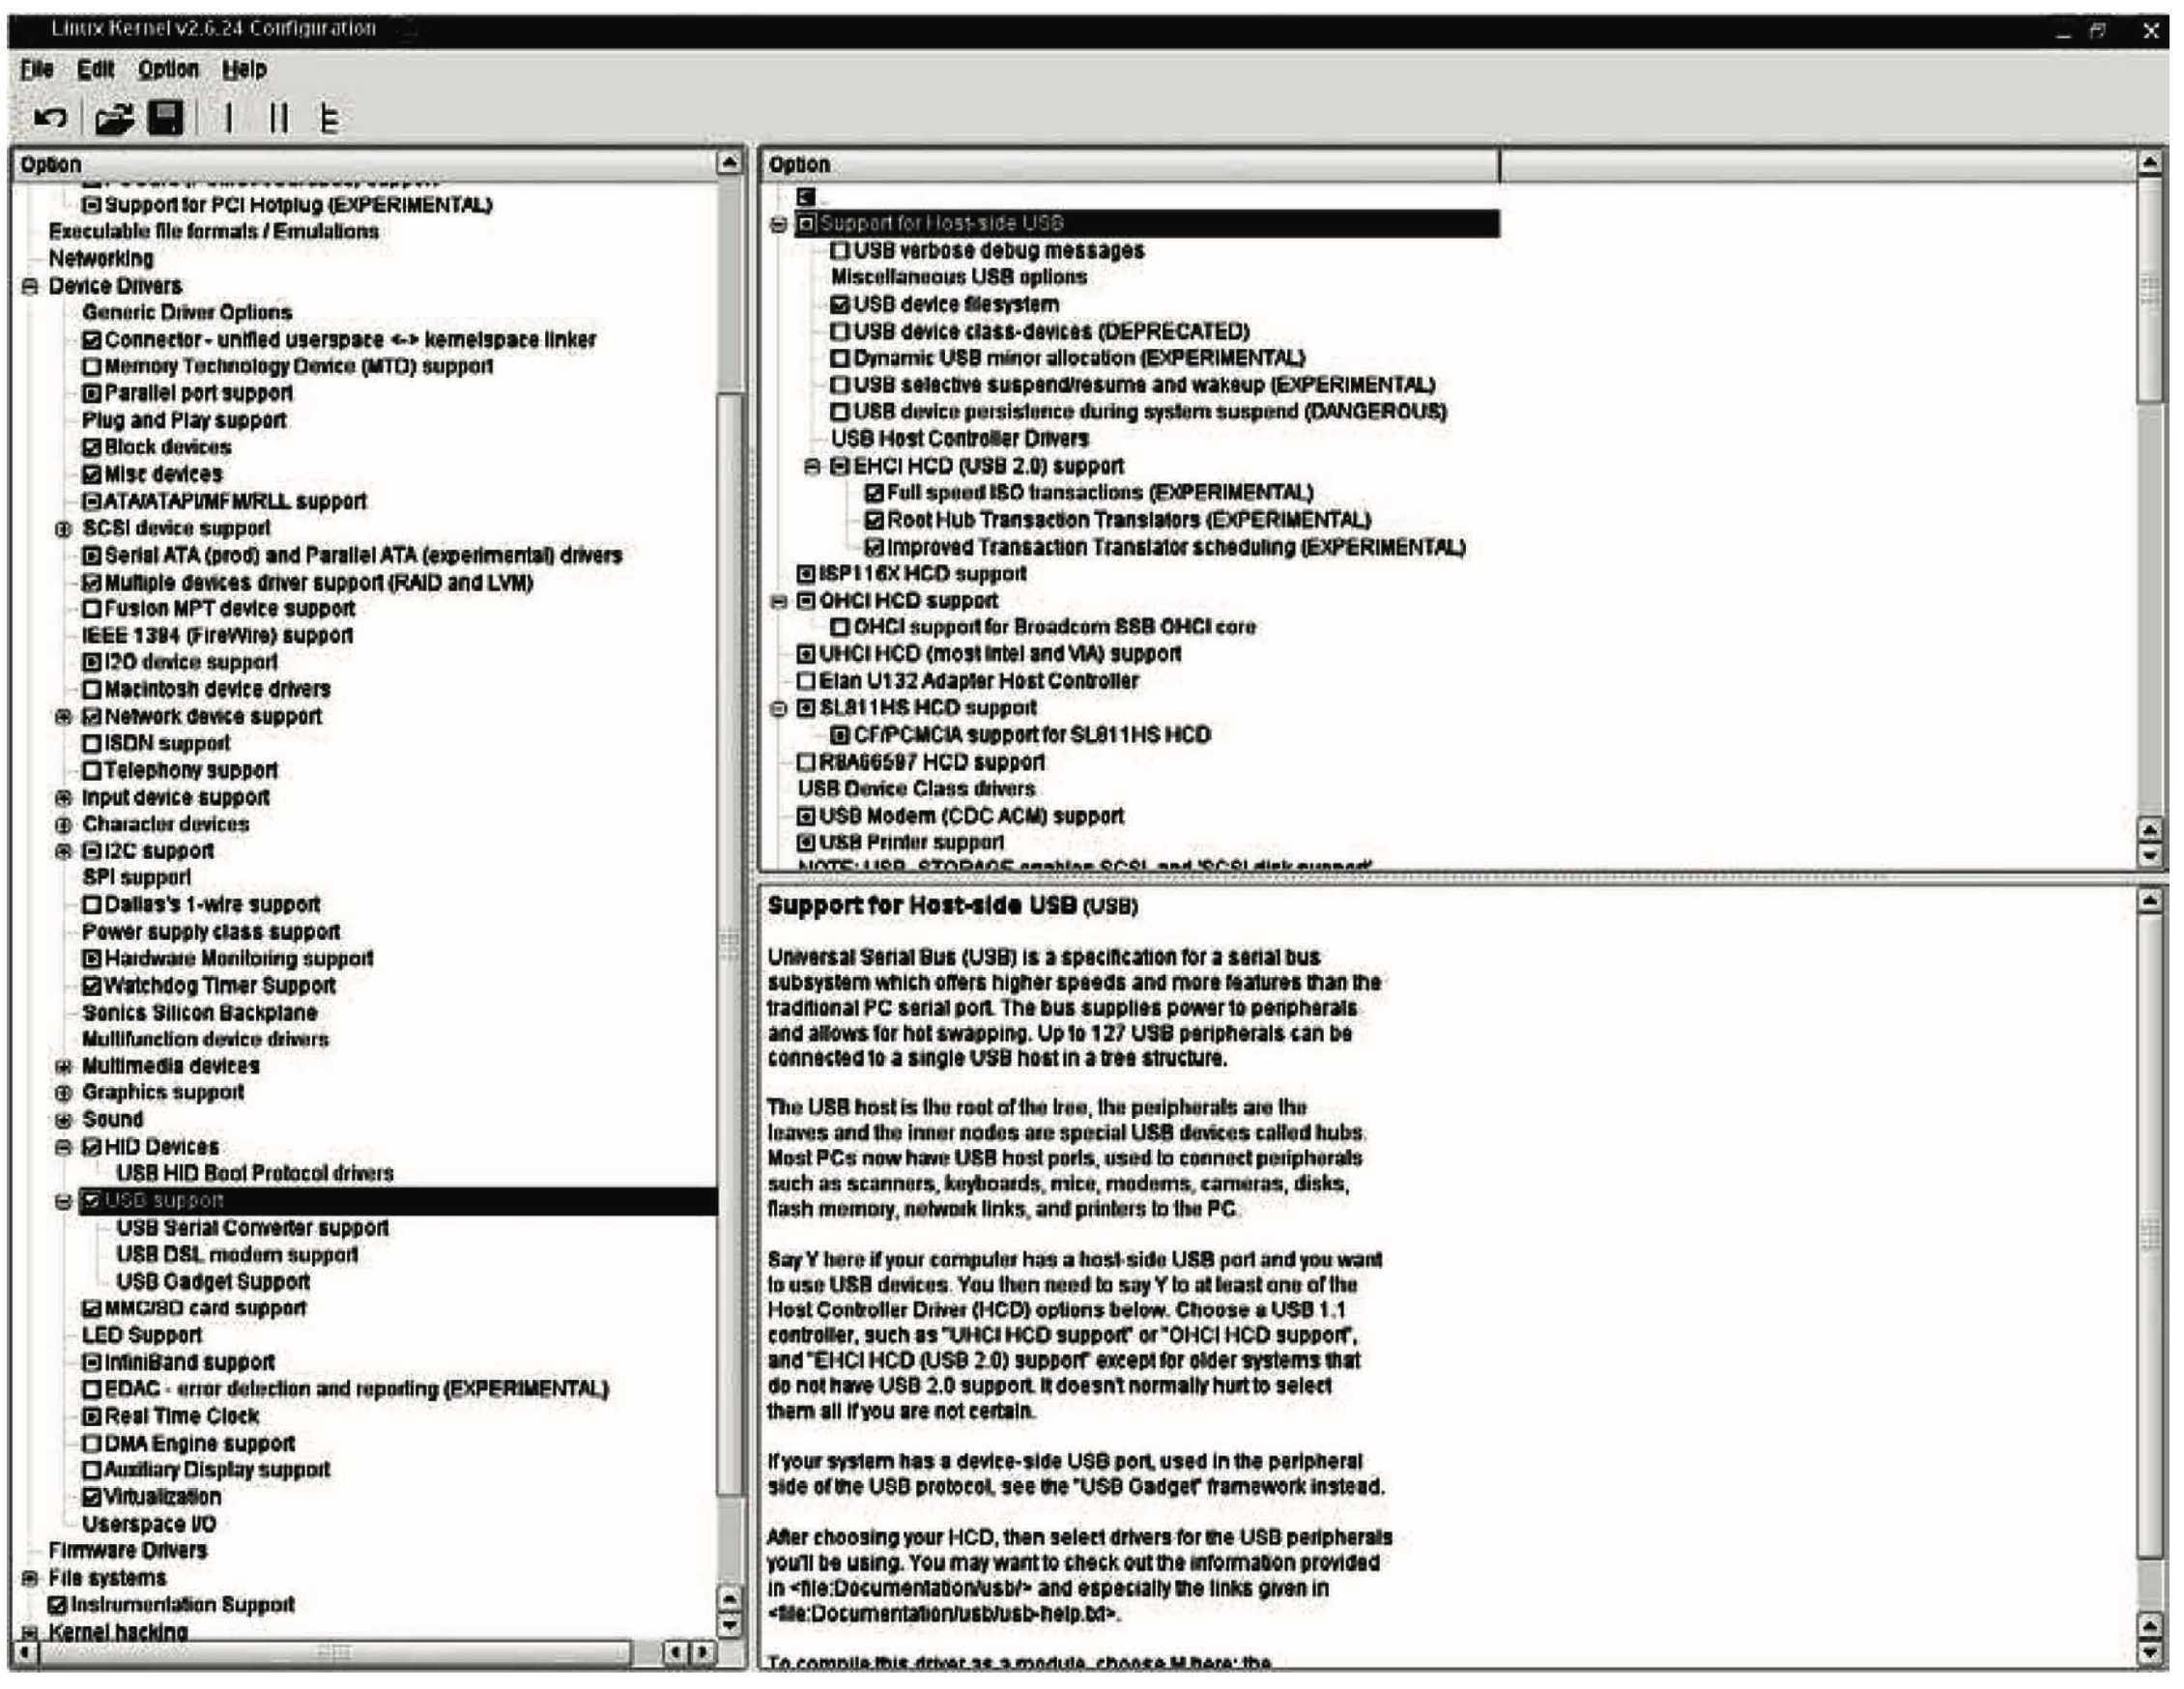 Linux Kernel v2.6.24 Configuration
File Edit Option Help
Option
Support for PCI Hotplug (EXPERIMENTAL)
Executable file formats / Emulations
Networking
Device Drivers
Generic Driver Options
Connector - unified userspace <-> kernelspace linker
Memory Technology Device (MTD) support
Parallel port support
Plug and Play support
Block devices
Misc devices
ATA/ATAPI/MFM/RLL support
SCSI device support
Serial ATA (prod) and Parallel ATA (experimental) drivers
Multiple devices driver support (RAID and LVM)
Fusion MPT device support
IEEE 1394 (FireWire) support
I2O device support
Macintosh device drivers
Network device support
ISDN support
Telephony support
Input device support
Character devices
I2C support
SPI support
Dallas's 1-wire support
Power supply class support
Hardware Monitoring support
Watchdog Timer Support
Sonics Silicon Backplane
Multifunction device drivers
Multimedia devices
Graphics support
Sound
HID Devices
USB HID Boot Protocol drivers
USB support
USB Serial Converter support
USB DSL modem support
USB Gadget Support
MMC/SD card support
LED Support
InfiniBand support
EDAC - error detection and reporting (EXPERIMENTAL)
Real Time Clock
DMA Engine support
Auxiliary Display support
Virtualization
Userspace I/O
Firmware Drivers
File systems
Instrumentation Support
Kernel hacking
Option
..
Support for Host-side USB
USB verbose debug messages
Miscellaneous USB options
USB device filesystem
USB device class-devices (DEPRECATED)
Dynamic USB minor allocation (EXPERIMENTAL)
USB selective suspend/resume and wakeup (EXPERIMENTAL)
USB device persistence during system suspend (DANGEROUS)
USB Host Controller Drivers
EHCI HCD (USB 2.0) support
Full speed ISO transactions (EXPERIMENTAL)
Root Hub Transaction Translators (EXPERIMENTAL)
Improved Transaction Translator scheduling (EXPERIMENTAL)
ISP116X HCD support
OHCI HCD support
OHCI support for Broadcom SSB OHCI core
UHCI HCD (most Intel and VIA) support
Elan U132 Adapter Host Controller
SL811HS HCD support
CF/PCMCIA support for SL811HS HCD
R8A66597 HCD support
USB Device Class drivers
USB Modem (CDC ACM) support
USB Printer support
NOTE: USB_STORAGE enables SCSI, and 'SCSI disk support'
Support for Host-side USB (USB)
Universal Serial Bus (USB) is a specification for a serial bus
subsystem which offers higher speeds and more features than the
traditional PC serial port. The bus supplies power to peripherals
and allows for hot swapping. Up to 127 USB peripherals can be
connected to a single USB host in a tree structure.
The USB host is the root of the tree, the peripherals are the
leaves and the inner nodes are special USB devices called hubs.
Most PCs now have USB host ports, used to connect peripherals
such as scanners, keyboards, mice, modems, cameras, disks,
flash memory, network links, and printers to the PC.
Say Y here if your computer has a host-side USB port and you want
to use USB devices. You then need to say Y to at least one of the
Host Controller Driver (HCD) options below. Choose a USB 1.1
controller, such as "UHCI HCD support" or "OHCI HCD support",
and "EHCI HCD (USB 2.0) support" except for older systems that
do not have USB 2.0 support. It doesn't normally hurt to select
them all if you are not certain.
If your system has a device-side USB port, used in the peripheral
side of the USB protocol, see the "USB Gadget" framework instead.
After choosing your HCD, then select drivers for the USB peripherals
you'll be using. You may want to check out the information provided
in <file:Documentation/usb/> and especially the links given in
<file:Documentation/usb/usb-help.txt>.
To compile this driver as a module, choose M here: the